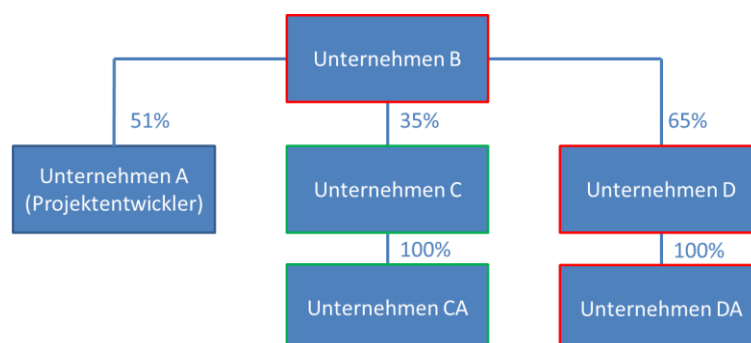 Unternehmen B
51%
35%
65%
Unternehmen A
(Projektentwickler)
Unternehmen C
Unternehmen D
100%
100%
Unternehmen CA
Unternehmen DA